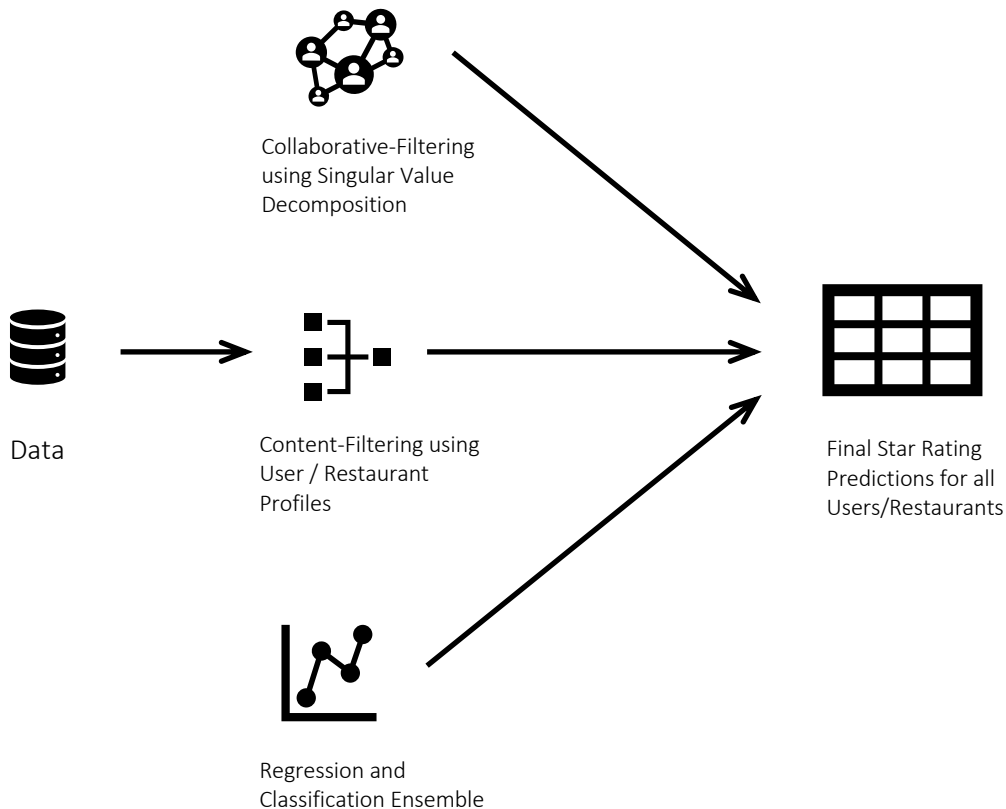 Collaborative-Filtering
using Singular Value
Decomposition
Data
Content-Filtering using
User / Restaurant
Profiles
Final Star Rating
Predictions for all
Users/Restaurants
Regression and
Classification Ensemble